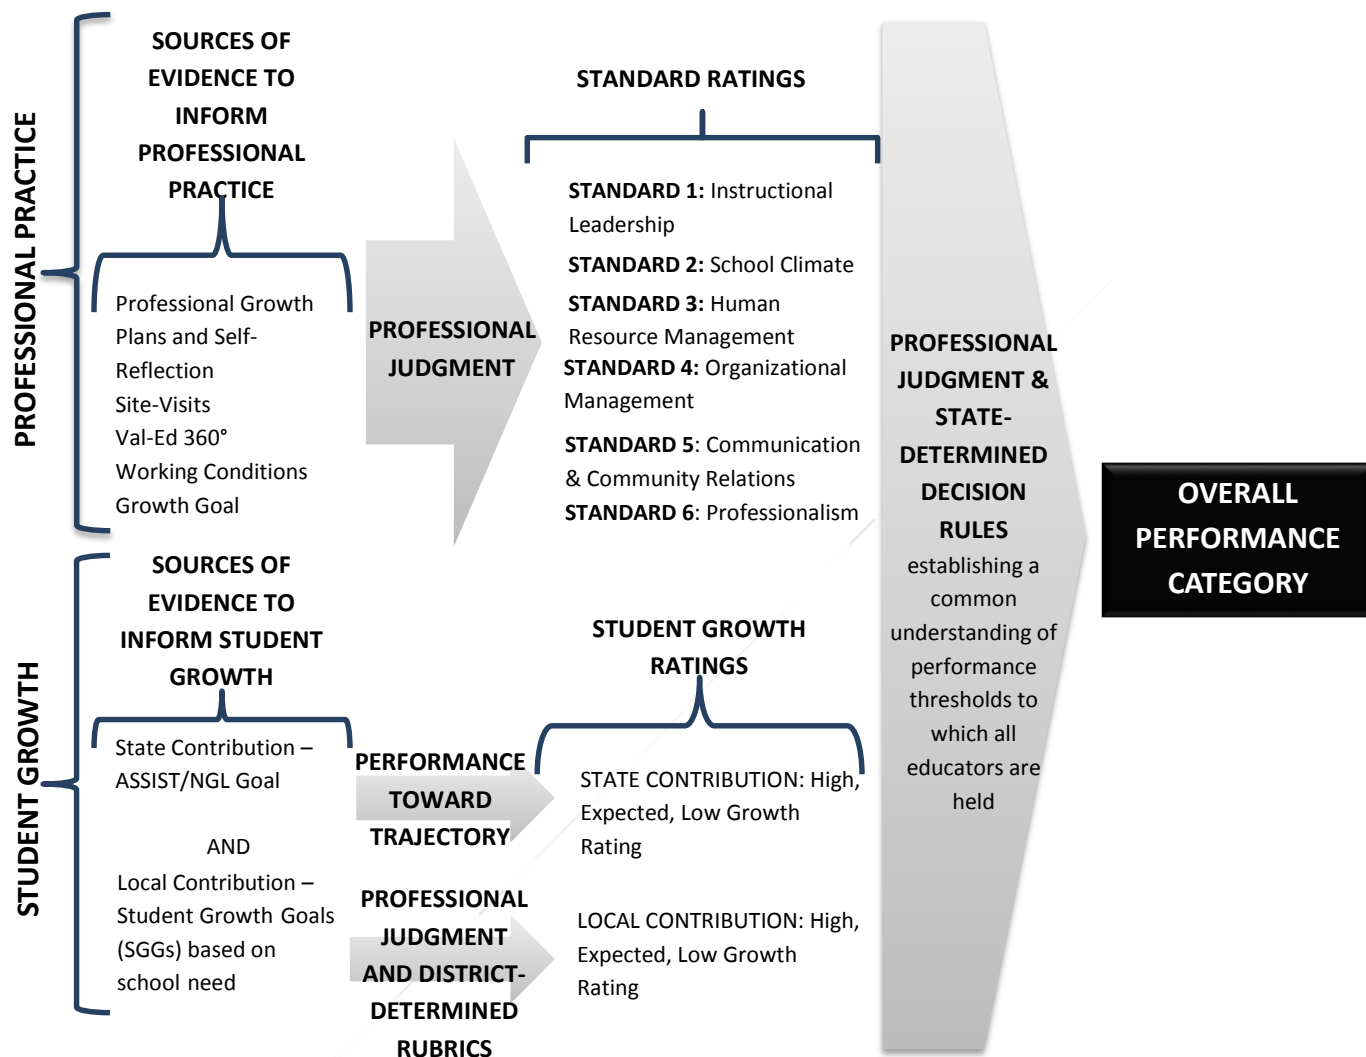 PROFESSIONAL PRACTICE
SOURCES OF
EVIDENCE TO
INFORM
PROFESSIONAL
PRACTICE
Professional Growth
Plans and Self-
Reflection
Site-Visits
Val-Ed 360°
Working Conditions
Growth Goal
PROFESSIONAL
JUDGMENT
STANDARD RATINGS
STANDARD 1: Instructional
Leadership
STANDARD 2: School Climate
STANDARD 3: Human
Resource Management
STANDARD 4: Organizational
Management
STANDARD 5: Communication
& Community Relations
STANDARD 6: Professionalism
STUDENT GROWTH
SOURCES OF
EVIDENCE TO
INFORM STUDENT
GROWTH
State Contribution –
ASSIST/NGL Goal
AND
Local Contribution –
Student Growth Goals
(SGGs) based on
school need
PERFORMANCE
TOWARD
TRAJECTORY
PROFESSIONAL
JUDGMENT
AND DISTRICT-
DETERMINED
RUBRICS
STUDENT GROWTH
RATINGS
STATE CONTRIBUTION: High,
Expected, Low Growth
Rating
LOCAL CONTRIBUTION: High,
Expected, Low Growth
Rating
PROFESSIONAL
JUDGMENT &
STATE-
DETERMINED
DECISION
RULES
establishing a
common
understanding of
performance
thresholds to
which all
educators are
held
OVERALL
PERFORMANCE
CATEGORY